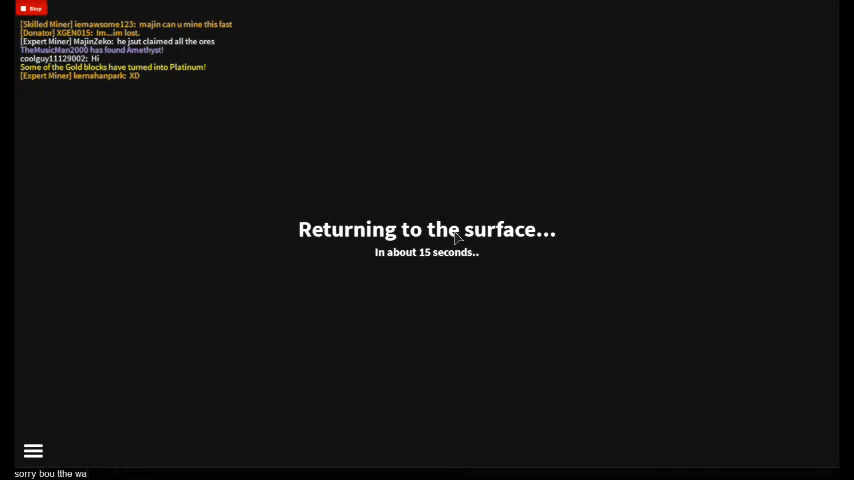 Stop
[Skilled Miner] iemawsome123: majin can u mine this fast
[Donator] XGEN015: Im...im lost.
[Expert Miner] MajinZeko: he jsut claimed all the ores
TheMusicMan2000 has found Amethyst!
coolguy11129002: Hi
Some of the Gold blocks have turned into Platinum!
[Expert Miner] kernahanpark: XD
Returning to the surface...
In about 15 seconds..
sorry bou tthe wa